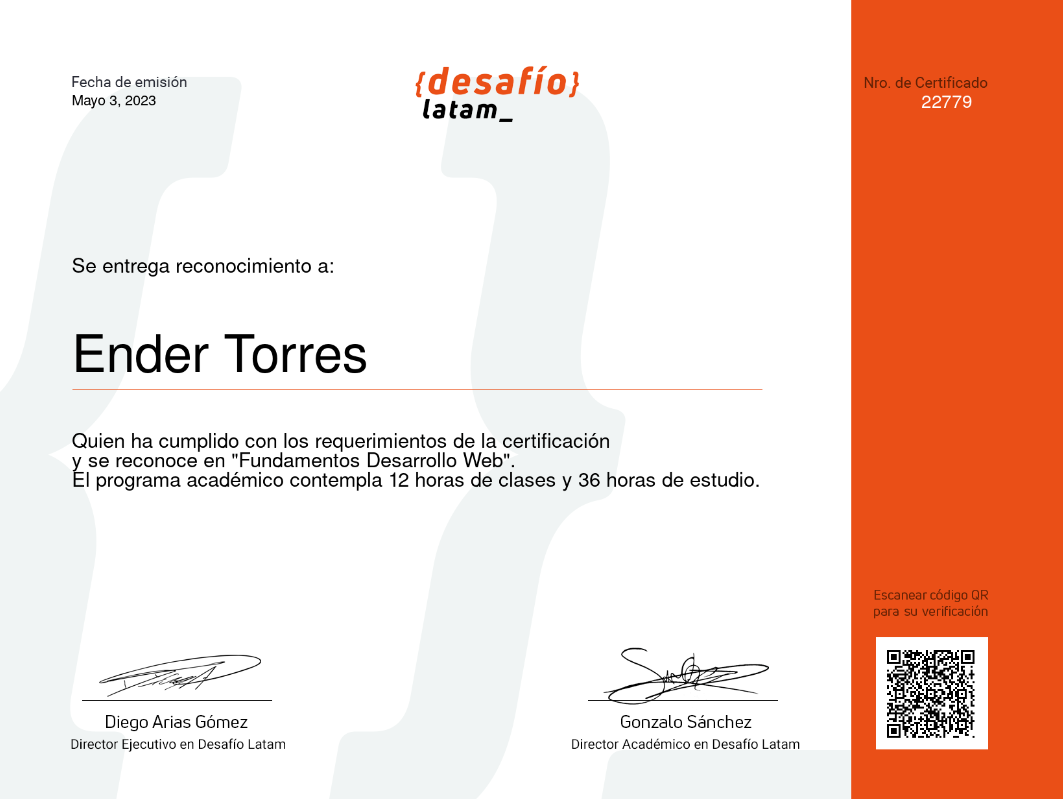 Fecha de emisión
Mayo 3, 2023
{desafío}
latam_
Nro. de Certificado
22779
Se entrega reconocimiento a:
Ender Torres
Quien ha cumplido con los requerimientos de la certificación
y se reconoce en "Fundamentos Desarrollo Web".
El programa académico contempla 12 horas de clases y 36 horas de estudio.
Escanear código QR
para su verificación
Diego Arias Gómez
Director Ejecutivo en Desafío Latam
Gonzalo Sánchez
Director Académico en Desafío Latam